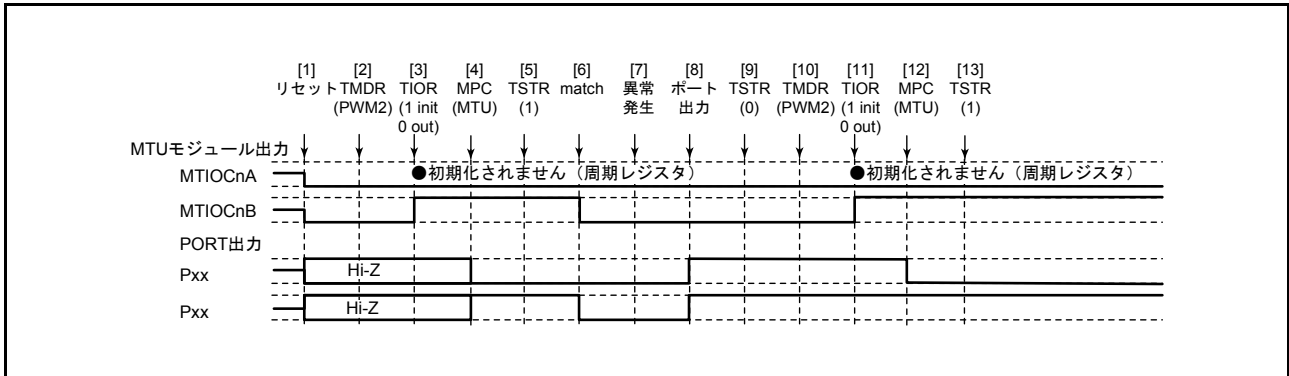 [1] [2] [3] [4] [5] [6] [7] [8] [9] [10] [11] [12] [13]
リセット TMDR TIOR MPC TSTR match 異常 ポート TSTR TMDR TIOR MPC TSTR
(PWM2) (1 init (MTU) (1) 発生 出力 (0) (PWM2) (1 init (MTU) (1)
0 out) 0 out)
MTUモジュール出力
MTIOCnA ●初期化されません（周期レジスタ） ●初期化されません（周期レジスタ）
MTIOCnB
PORT出力
Pxx Hi-Z
Pxx Hi-Z